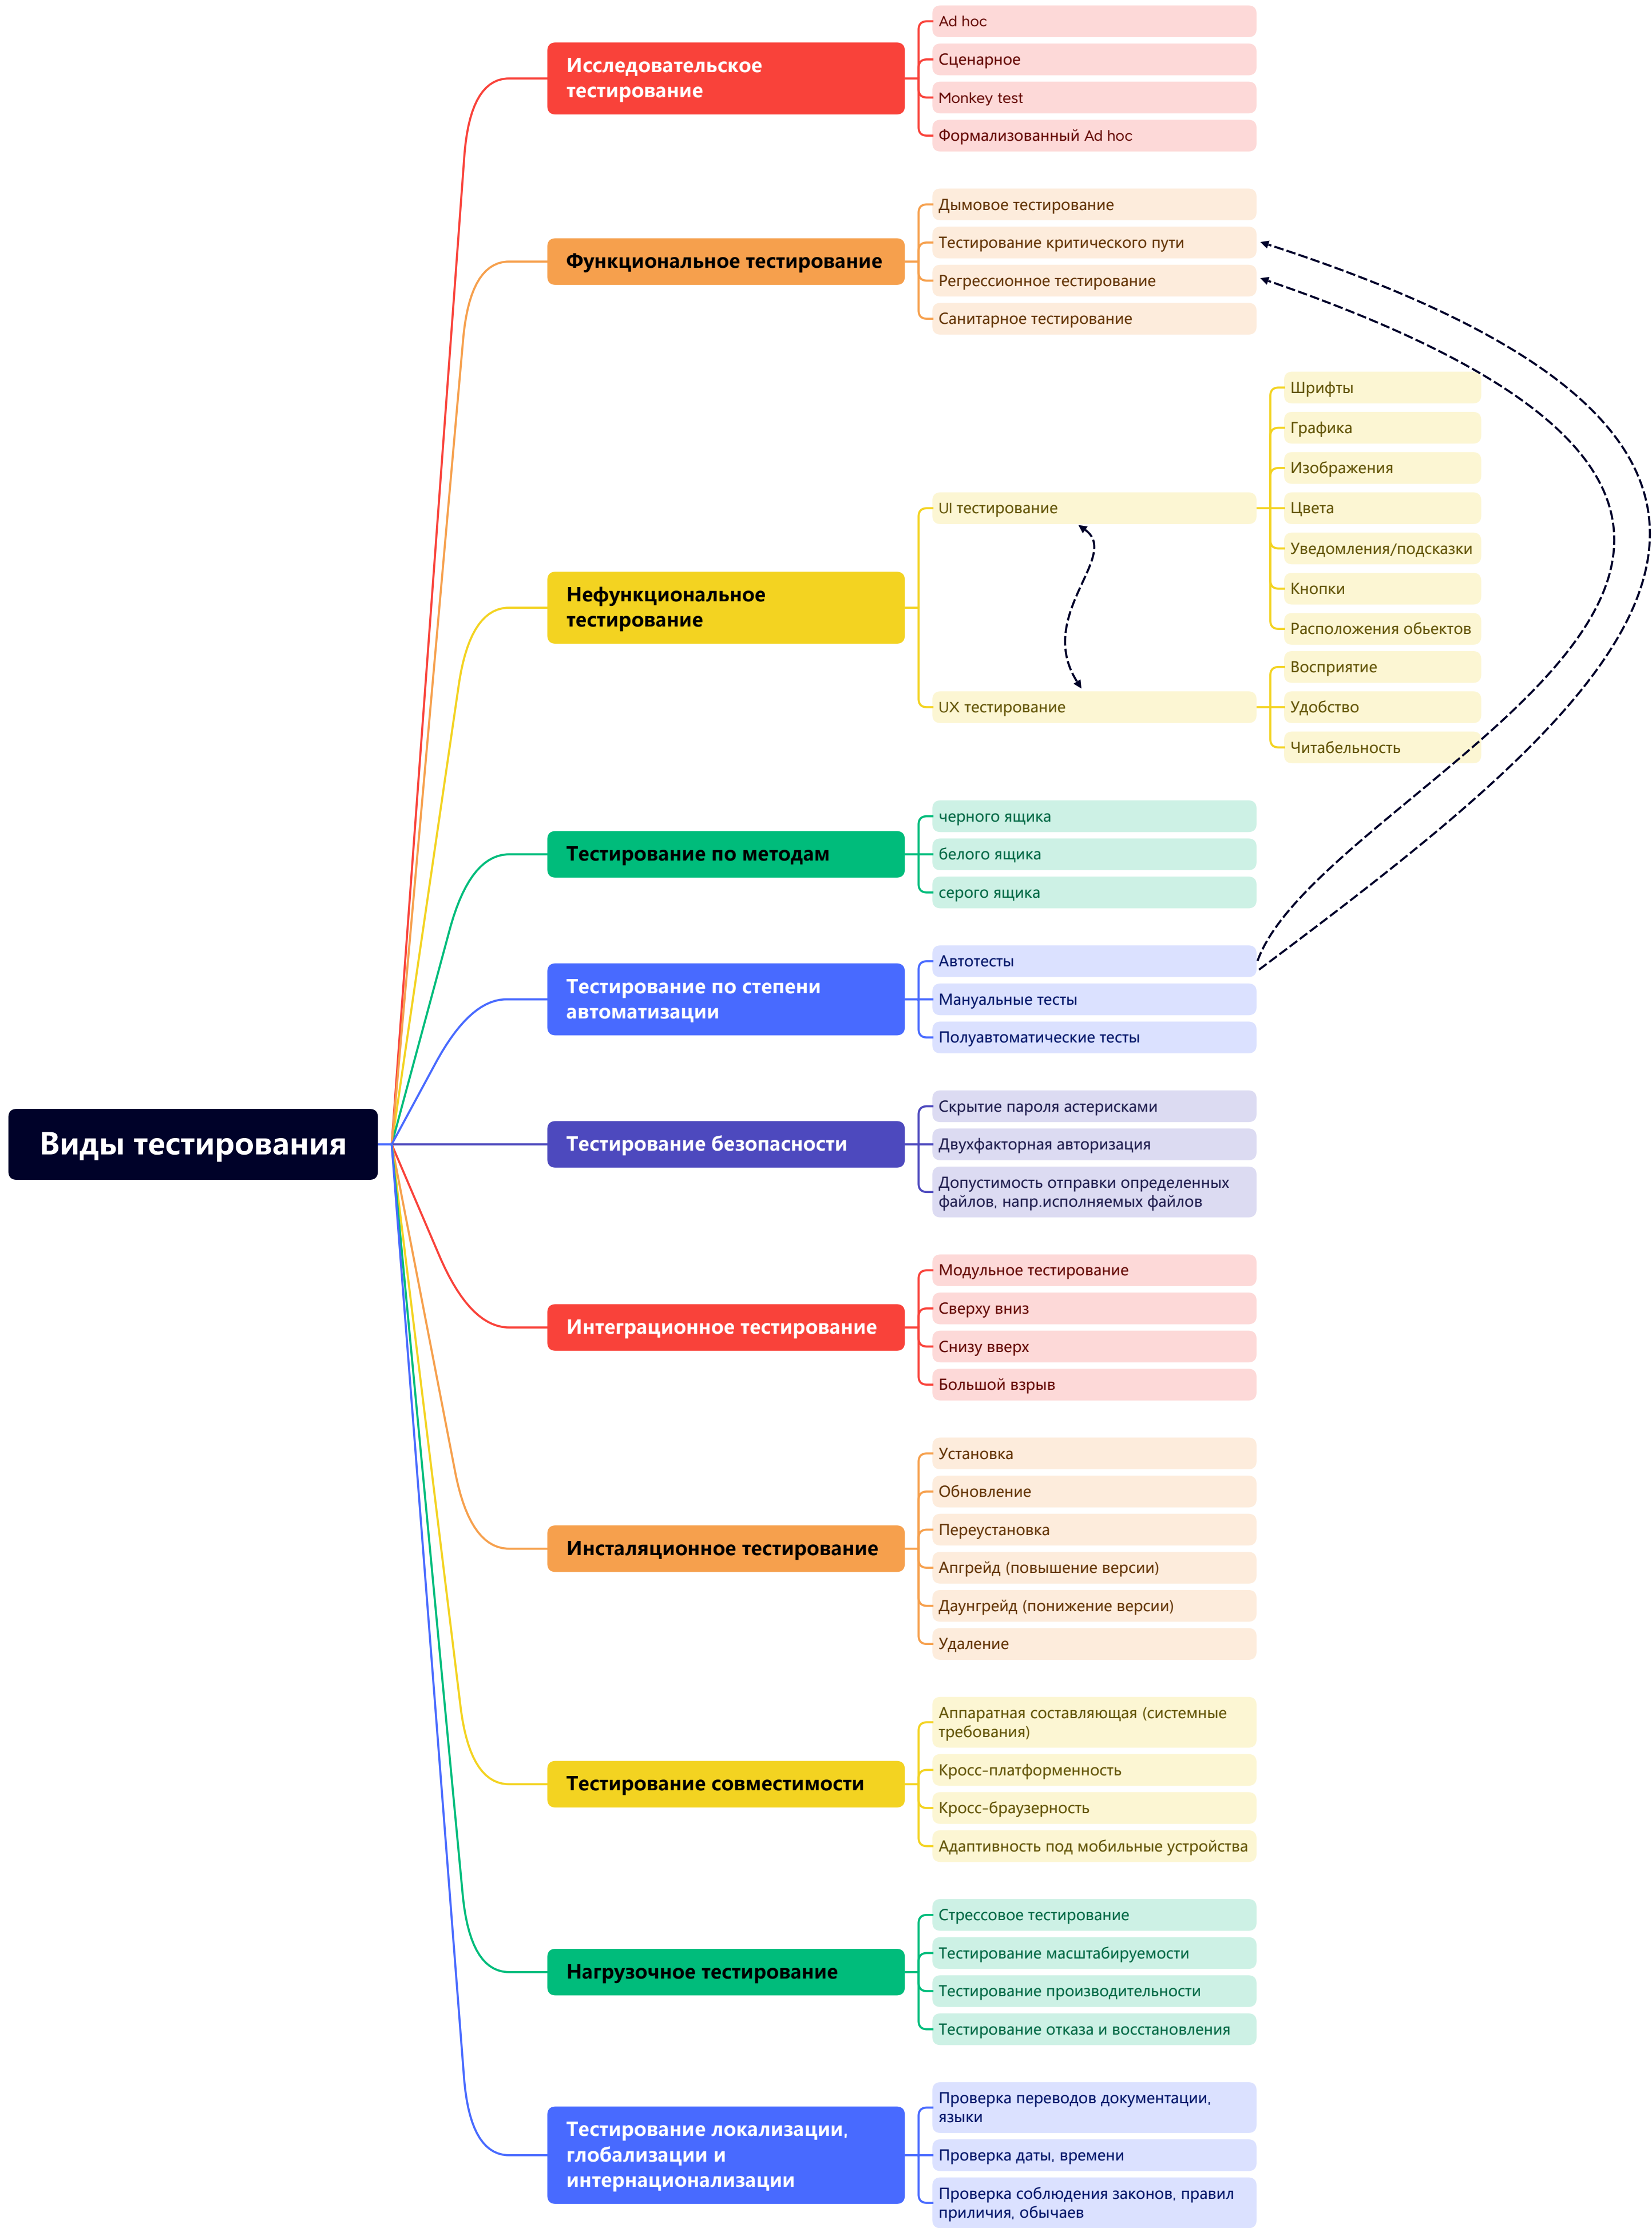 Виды тестирования
Исследовательское
тестирование
Ad hoc
Сценарное
Monkey test
Формализованный Ad hoc
Функциональное тестирование
Дымовое тестирование
Тестирование критического пути
Регрессионное тестирование
Санитарное тестирование
Нефункциональное
тестирование
UI тестирование
Шрифты
Графика
Изображения
Цвета
Уведомления/подсказки
Кнопки
Расположения обьектов
UX тестирование
Восприятие
Удобство
Читабельность
Тестирование по методам
черного ящика
белого ящика
серого ящика
Тестирование по степени
автоматизации
Автотесты
Мануальные тесты
Полуавтоматические тесты
Тестирование безопасности
Скрытие пароля астерисками
Двухфакторная авторизация
Допустимость отправки определенных
файлов, напр.исполняемых файлов
Интеграционное тестирование
Модульное тестирование
Сверху вниз
Снизу вверх
Большой взрыв
Инсталяционное тестирование
Установка
Обновление
Переустановка
Апгрейд (повышение версии)
Даунгрейд (понижение версии)
Удаление
Тестирование совместимости
Аппаратная составляющая (системные
требования)
Кросс-платформенность
Кросс-браузерность
Адаптивность под мобильные устройства
Нагрузочное тестирование
Стрессовое тестирование
Тестирование масштабируемости
Тестирование производительности
Тестирование отказа и восстановления
Тестирование локализации,
глобализации и
интернационализации
Проверка переводов документации,
языки
Проверка даты, времени
Проверка соблюдения законов, правил
приличия, обычаев